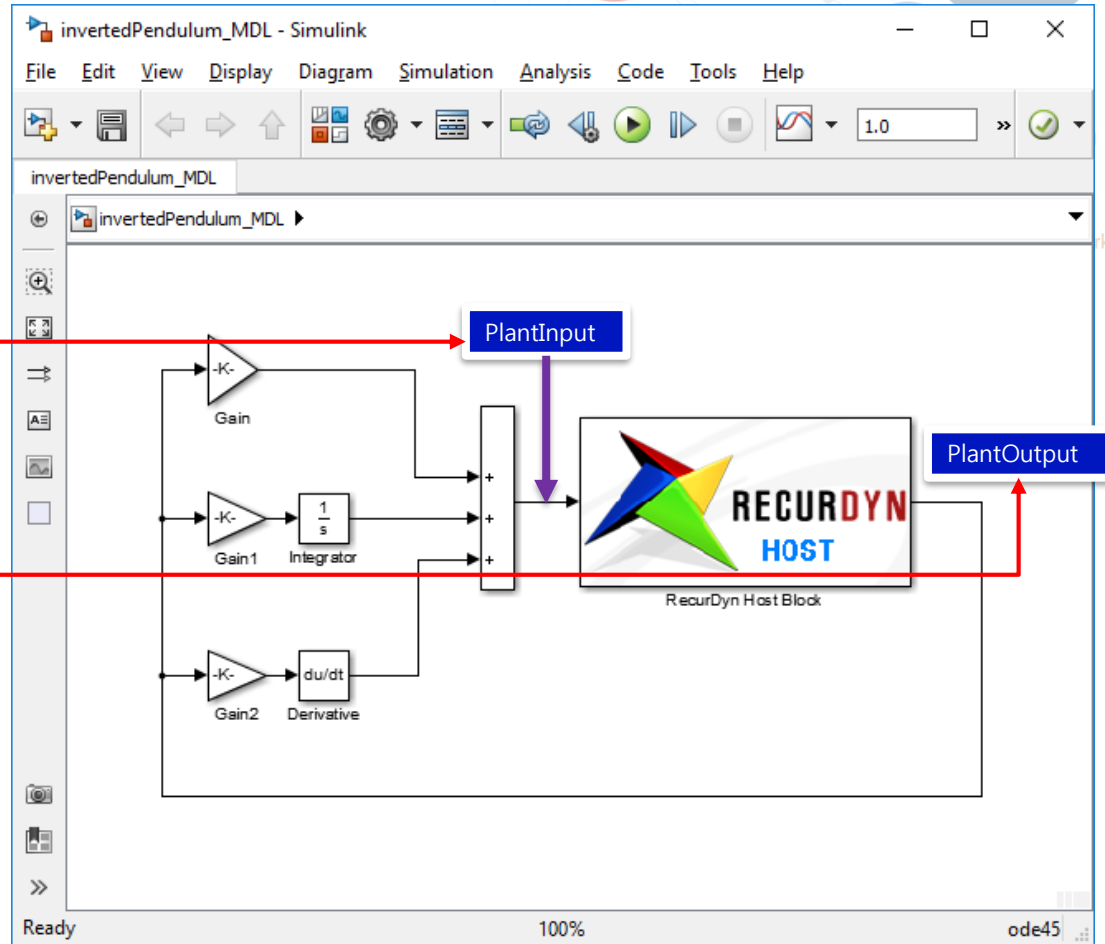 invertedPendulum_MDL - Simulink
File Edit View Display Diagram Simulation Analysis Code Tools Help
1.0
invertedPendulum_MDL
invertedPendulum_MDL
PlantInput
-K-
Gain
PlantOutput
+
-K-
1
s
+
RECURDYN
HOST
Gain1 Integrator
+
RecurDyn Host Block
-K-
du/dt
Gain2 Derivative
Ready 100% ode45